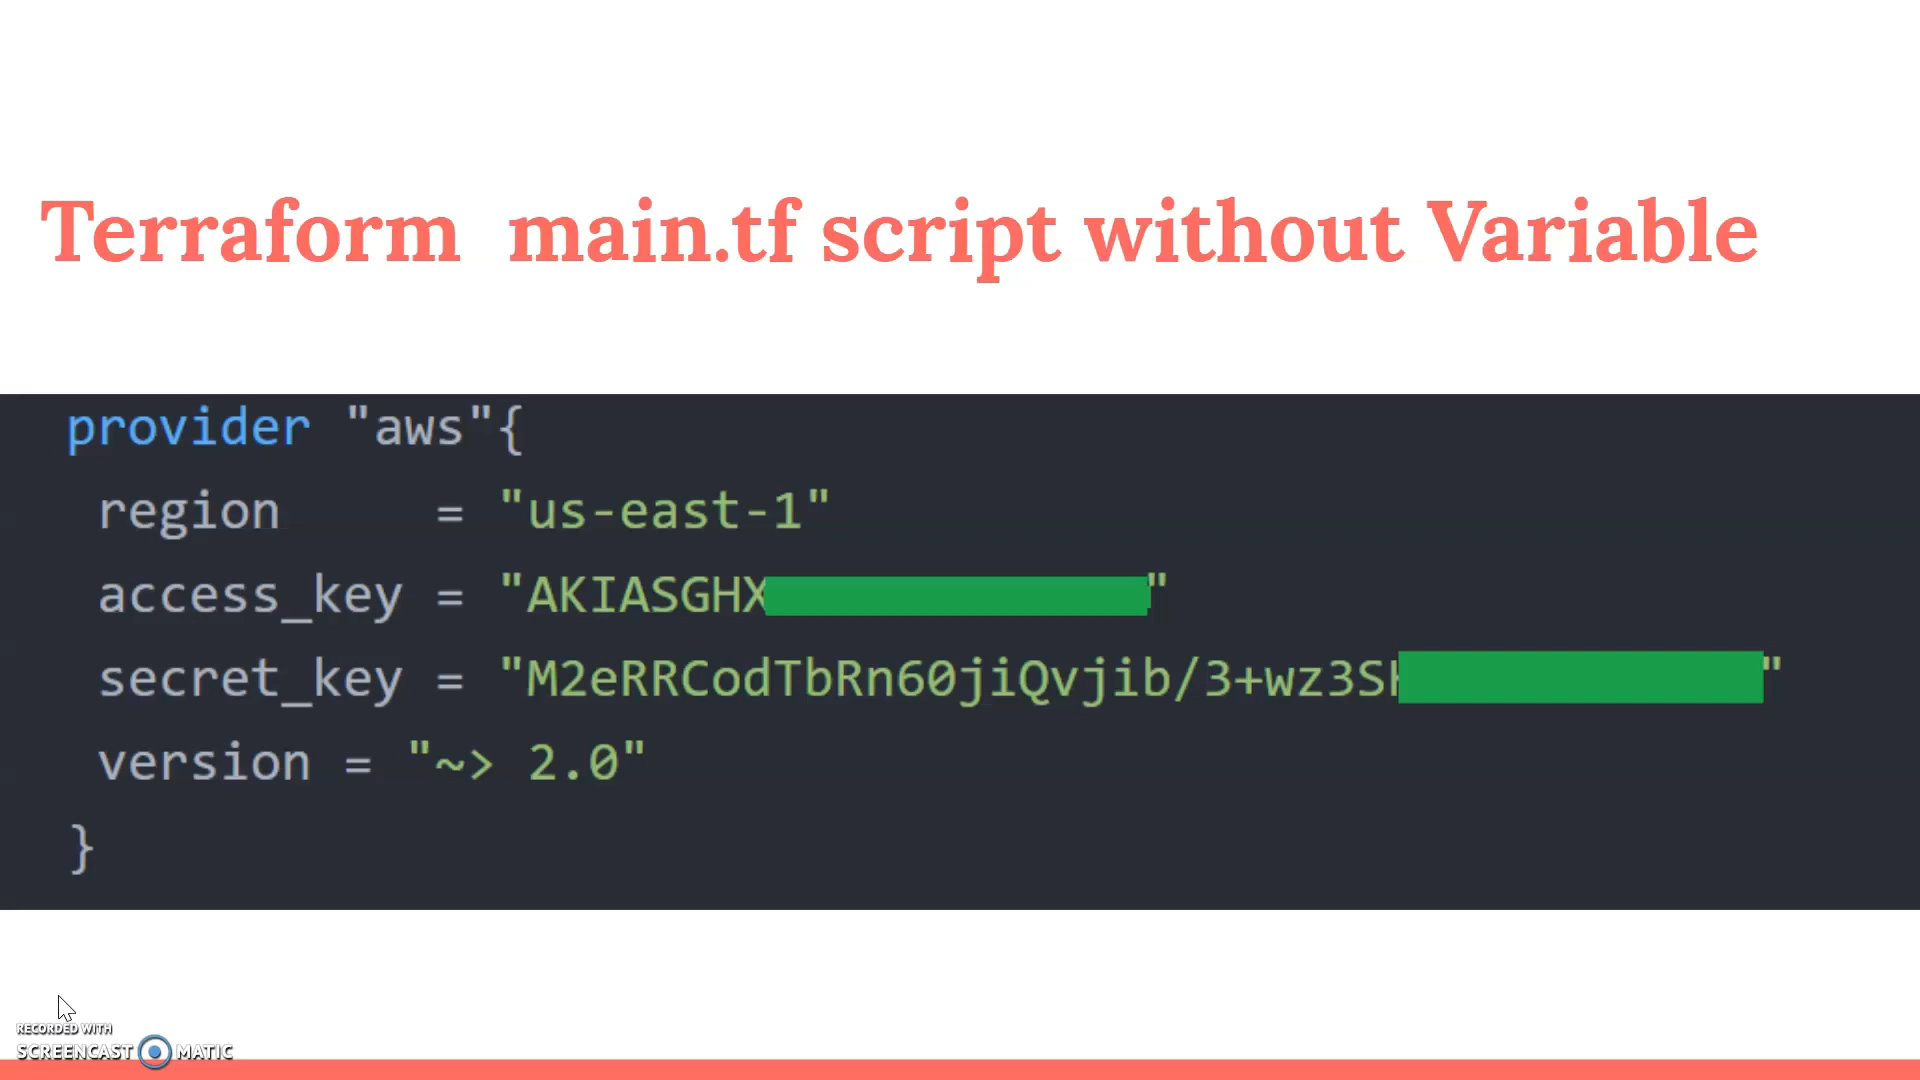 Terraform main.tf script without Variable
provider "aws"{
region = "us-east-1"
access_key = "AKIASGHX"
secret_key = "M2eRRCodTbRn60jiQvjib/3+wz3S"
version = "~> 2.0"
}
RECORDED WITH
SCREENCAST MATIC